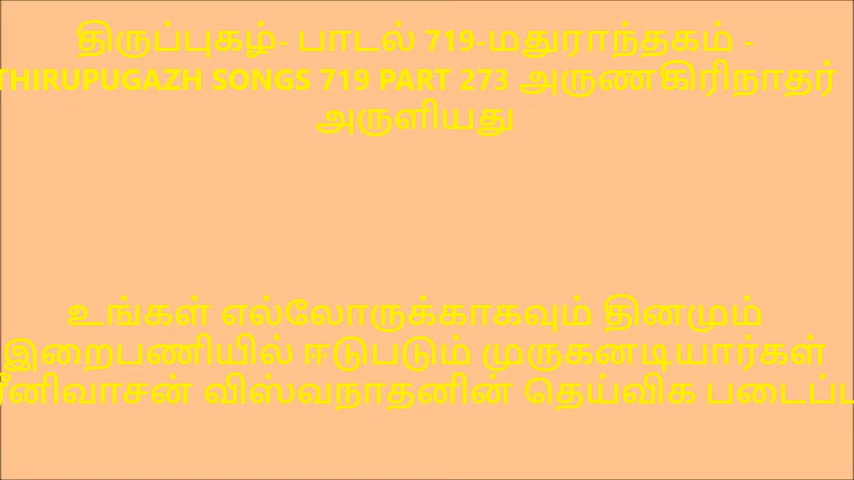 திருப்புகழ்- பாடல் 719-மதுராந்தகம் -
THIRUPUGAZH SONGS 719 PART 273 அருணகிரிநாதர்
அருளியது
உங்கள் எல்லோருக்காகவும் தினமும்
இறைபணியில் ஈடுபடும் முருகனடியார்கள்
விஸ்வநாதனின் தெய்விக